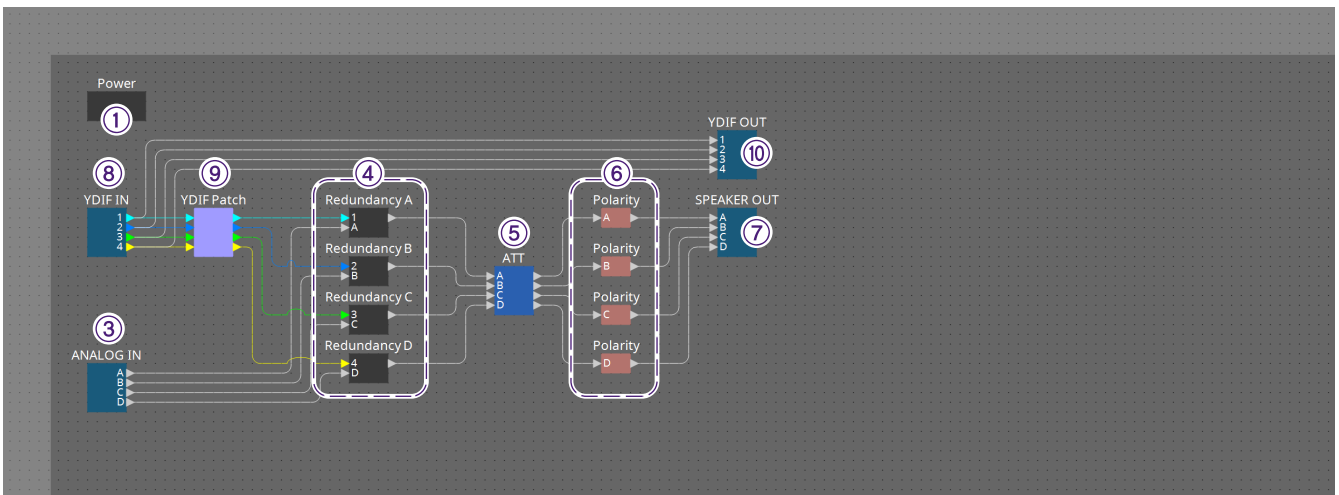 Power
①
YDIF OUT
1
2
3
4
⑩
⑧
YDIF IN
1
2
3
4
⑨
YDIF Patch
④
Redundancy A
1
A
Redundancy B
2
B
Redundancy C
3
C
Redundancy D
4
D
⑤
ATT
A
B
C
D
⑥
Polarity
A
Polarity
B
Polarity
C
Polarity
D
SPEAKER OUT
A
B
C
D
⑦
③
ANALOG IN
A
B
C
D